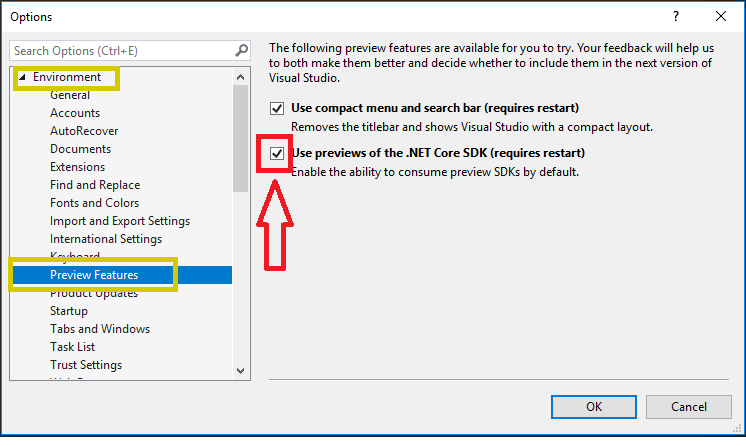 Options
Search Options (Ctrl+E)
Environment
General
Accounts
AutoRecover
Documents
Extensions
Find and Replace
Fonts and Colors
Import and Export Settings
International Settings
Keyboard
Preview Features
Product Updates
Startup
Tabs and Windows
Task List
Trust Settings
The following preview features are available for you to try. Your feedback will help us
to both make them better and decide whether to include them in the next version of
Visual Studio.
Use compact menu and search bar (requires restart)
Removes the titlebar and shows Visual Studio with a compact layout.
Use previews of the .NET Core SDK (requires restart)
Enable the ability to consume preview SDKs by default.
OK
Cancel